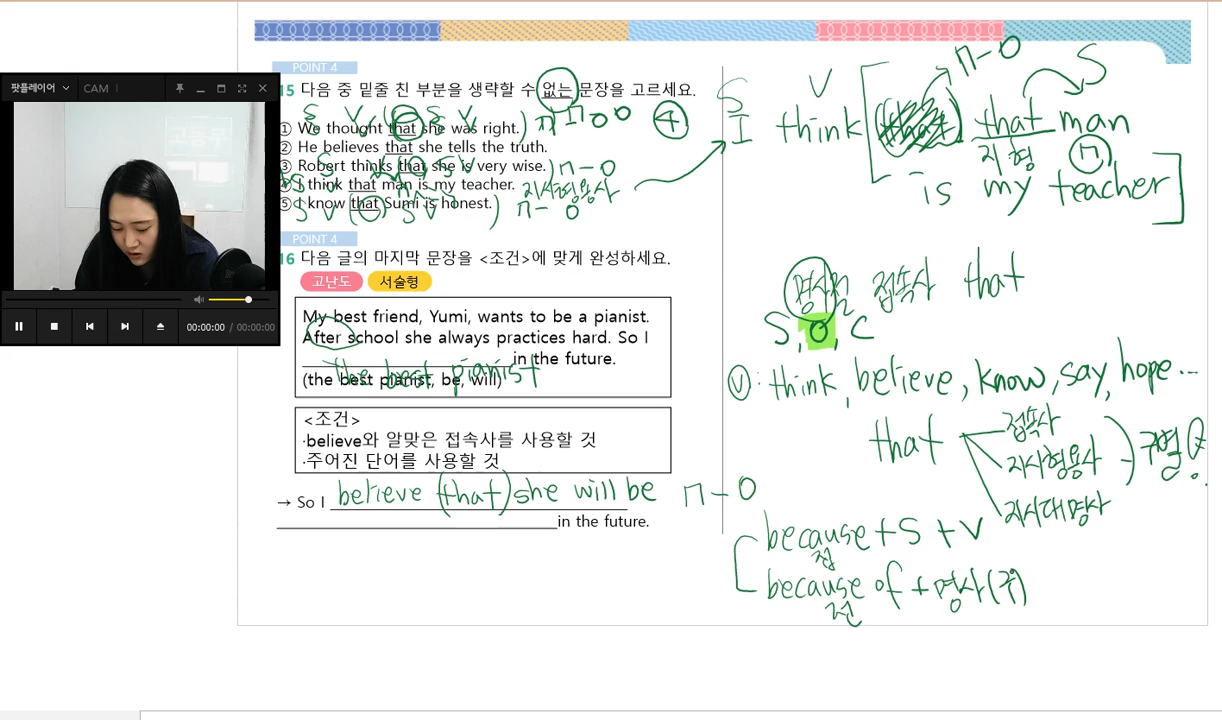 팟플레이어
CAM
00:00:00 / 00:00:00
POINT 4
15 다음 중 밑줄 친 부분을 생략할 수 없는 문장을 고르세요.
④
① We thought that she was right.
② He believes that she tells the truth.
③ Robert thinks that she is very wise.
n-O
④ I think that man is my teacher.
지시형용사
⑤ I know that Sumi is honest.
n-O
POINT 4
16 다음 글의 마지막 문장을 <조건>에 맞게 완성하세요.
고난도 서술형
My best friend, Yumi, wants to be a pianist.
After school she always practices hard. So I
in the future.
the best pianist
(the best pianist, be, will)
<조건>
·believe와 알맞은 접속사를 사용할 것
·주어진 단어를 사용할 것
→ So I believe (that) she will be
n-O
in the future.
n-O
S V S
I think [(that) that man
지형 n
is my teacher]
명사절 접속사 that
S, O, C
V: think, believe, know, say, hope...
that
접속사
지시형용사
지시대명사
구별
because + S + V
접
because of + 명사(구)
전